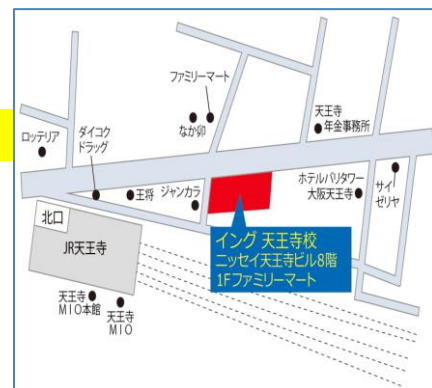 ファミリーマート
なか卯
天王寺
年金事務所
ロッテリア
ダイコク
ドラッグ
王将
ジャンカラ
ホテルバリタワー
大阪天王寺
サイ
ゼリヤ
北口
JR天王寺
イング 天王寺校
ニッセイ天王寺ビル8階
1Fファミリーマート
天王寺
MIO本館
天王寺
MIO